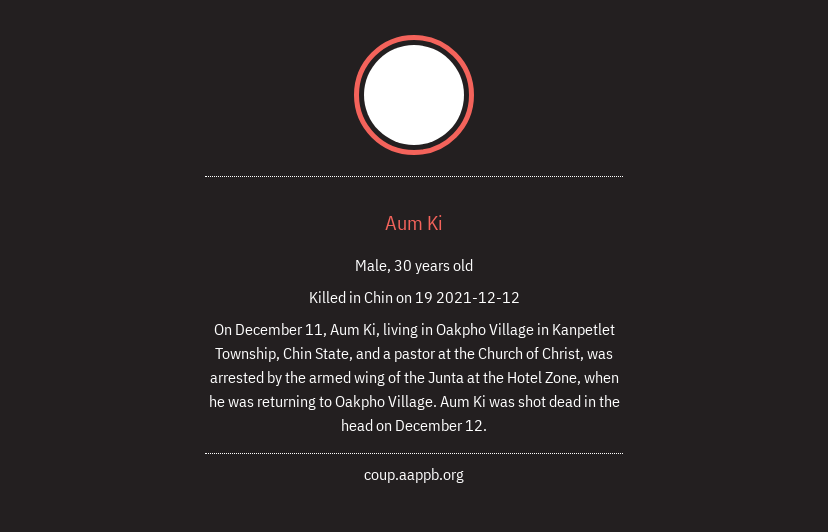 Aum Ki
Male, 30 years old
Killed in Chin on 19 2021-12-12
On December 11, Aum Ki, living in Oakpho Village in Kanpetlet
Township, Chin State, and a pastor at the Church of Christ, was
arrested by the armed wing of the Junta at the Hotel Zone, when
he was returning to Oakpho Village. Aum Ki was shot dead in the
head on December 12.
coup.aappb.org